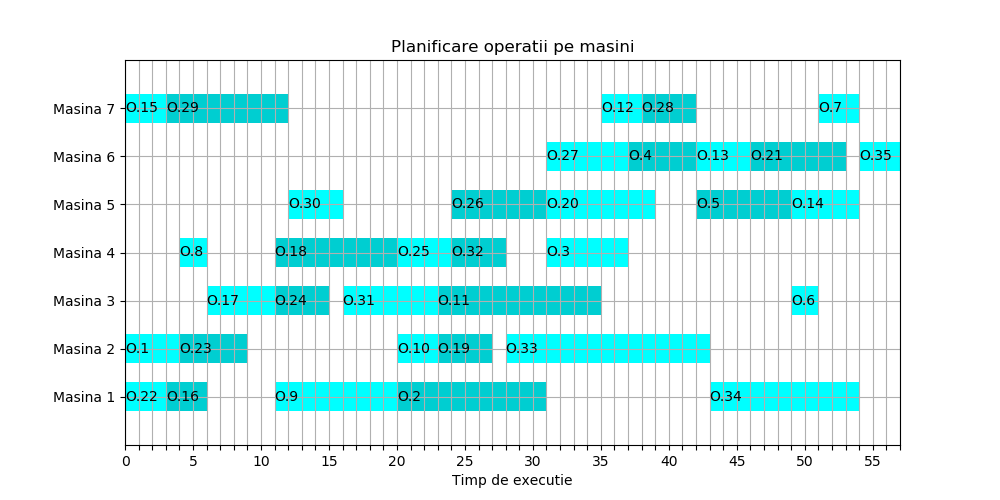 Planificare operatii pe masini
Masina 7 O.15 O.29 O.12 O.28 O.7
Masina 6 O.27 O.4 O.13 O.21 O.35
Masina 5 O.30 O.26 O.20 O.5 O.14
Masina 4 O.8 O.18 O.25 O.32 O.3
Masina 3 O.17 O.24 O.31 O.11 O.6
Masina 2 O.1 O.23 O.10 O.19 O.33
Masina 1 O.22 O.16 O.9 O.2 O.34
0 5 10 15 20 25 30 35 40 45 50 55
Timp de executie